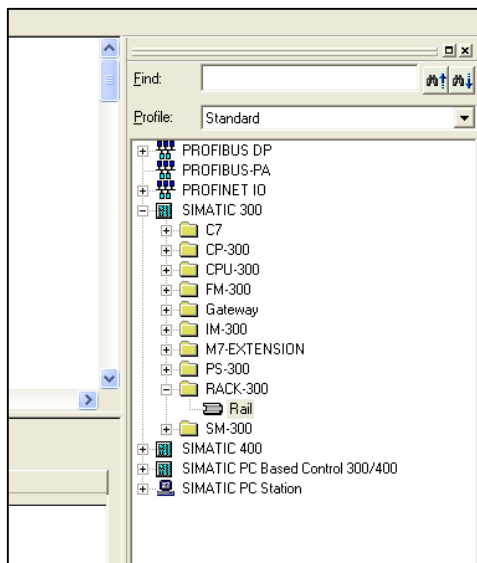 Find:
Profile: Standard
PROFIBUS DP
PROFIBUS-PA
PROFINET IO
SIMATIC 300
C7
CP-300
CPU-300
FM-300
Gateway
IM-300
M7-EXTENSION
PS-300
RACK-300
Rail
SM-300
SIMATIC 400
SIMATIC PC Based Control 300/400
SIMATIC PC Station